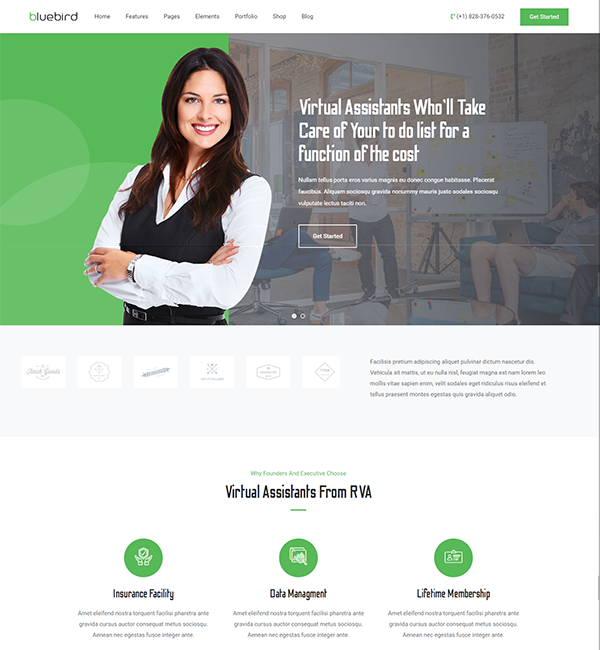 bluebird Home Features Pages Elements Portfolio Shop Blog (+1) 828-376-0532 Get Started
Virtual Assistants Who'll Take
Care of Your to do list for a
function of the cost
Nullam tellus porta eros varius magnis eu donec congue habitasse. Placerat
faucibus. Aliquam sociosqu gravida nonummy mauris justo sodales sociosqu
vulputate lectus taciti non.
Get Started
Facilisis pretium adipiscing aliquet pulvinar dictum nascetur dis.
Vehicula sit mattis, ut eu nulla nisl, feugiat magna est nam lorem leo
mollis vitae sapien enim, velit sodales eget ridiculus risus eleifend et
tellus praesent montes egestas quis gravida aliquet odio.
Why Founders And Executive Choose
Virtual Assistants From RVA
Insurance Facility
Amet eleifend nostra torquent facilisi pharetra ante
gravida cursus auctor consequat metus sociosqu.
Aenean nec egestas fusce integer ante.
Data Managment
Amet eleifend nostra torquent facilisi pharetra ante
gravida cursus auctor consequat metus sociosqu.
Aenean nec egestas fusce integer ante.
Lifetime Membership
Amet eleifend nostra torquent facilisi pharetra ante
gravida cursus auctor consequat metus sociosqu.
Aenean nec egestas fusce integer ante.